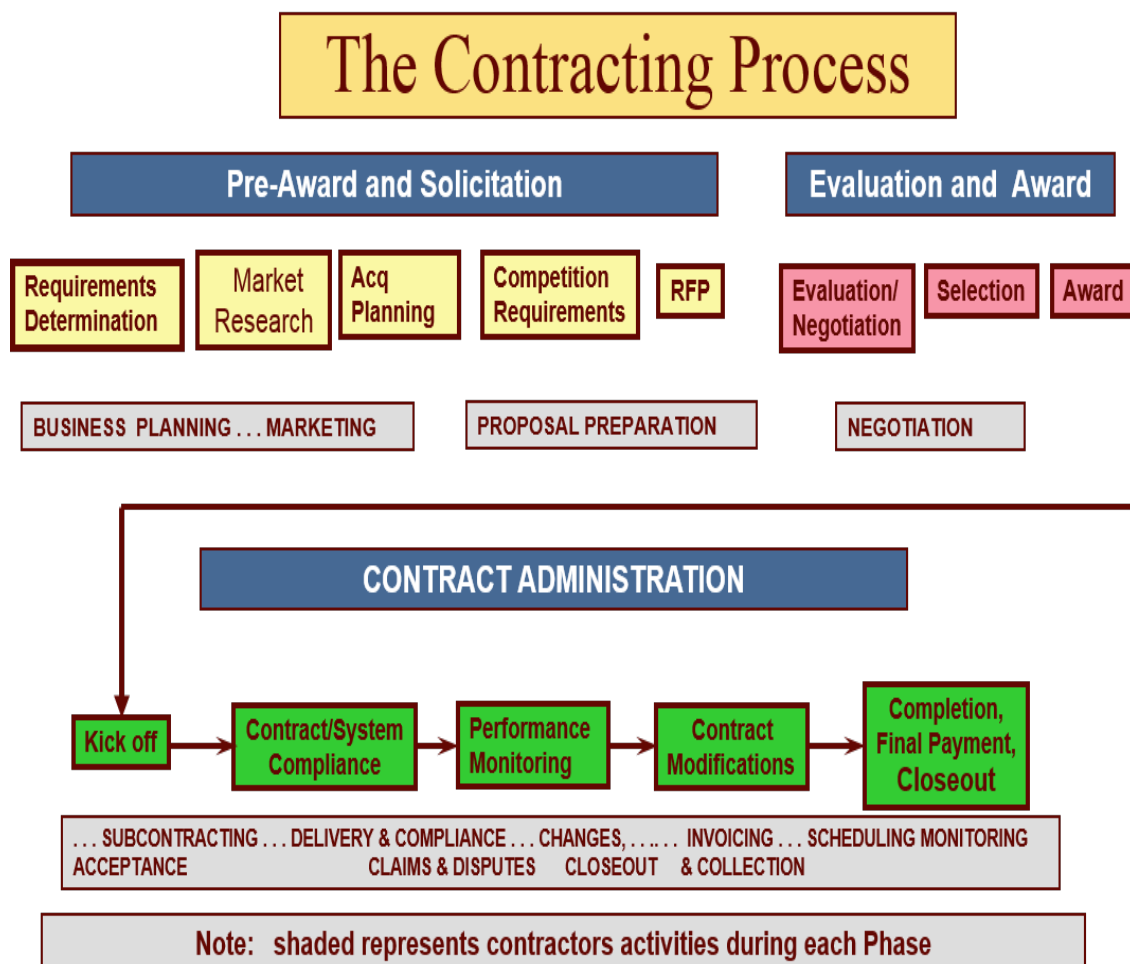 The Contracting Process
Pre-Award and Solicitation
Evaluation and Award
Requirements
Determination
Market
Research
Acq
Planning
Competition
Requirements
RFP
Evaluation/
Negotiation
Selection
Award
BUSINESS PLANNING . . . MARKETING
PROPOSAL PREPARATION
NEGOTIATION
CONTRACT ADMINISTRATION
Kick off
Contract/System
Compliance
Performance
Monitoring
Contract
Modifications
Completion,
Final Payment,
Closeout
. . . SUBCONTRACTING . . . DELIVERY & COMPLIANCE . . . CHANGES, . . . . . . INVOICING . . . SCHEDULING MONITORING
ACCEPTANCE CLAIMS & DISPUTES CLOSEOUT & COLLECTION
Note: shaded represents contractors activities during each Phase